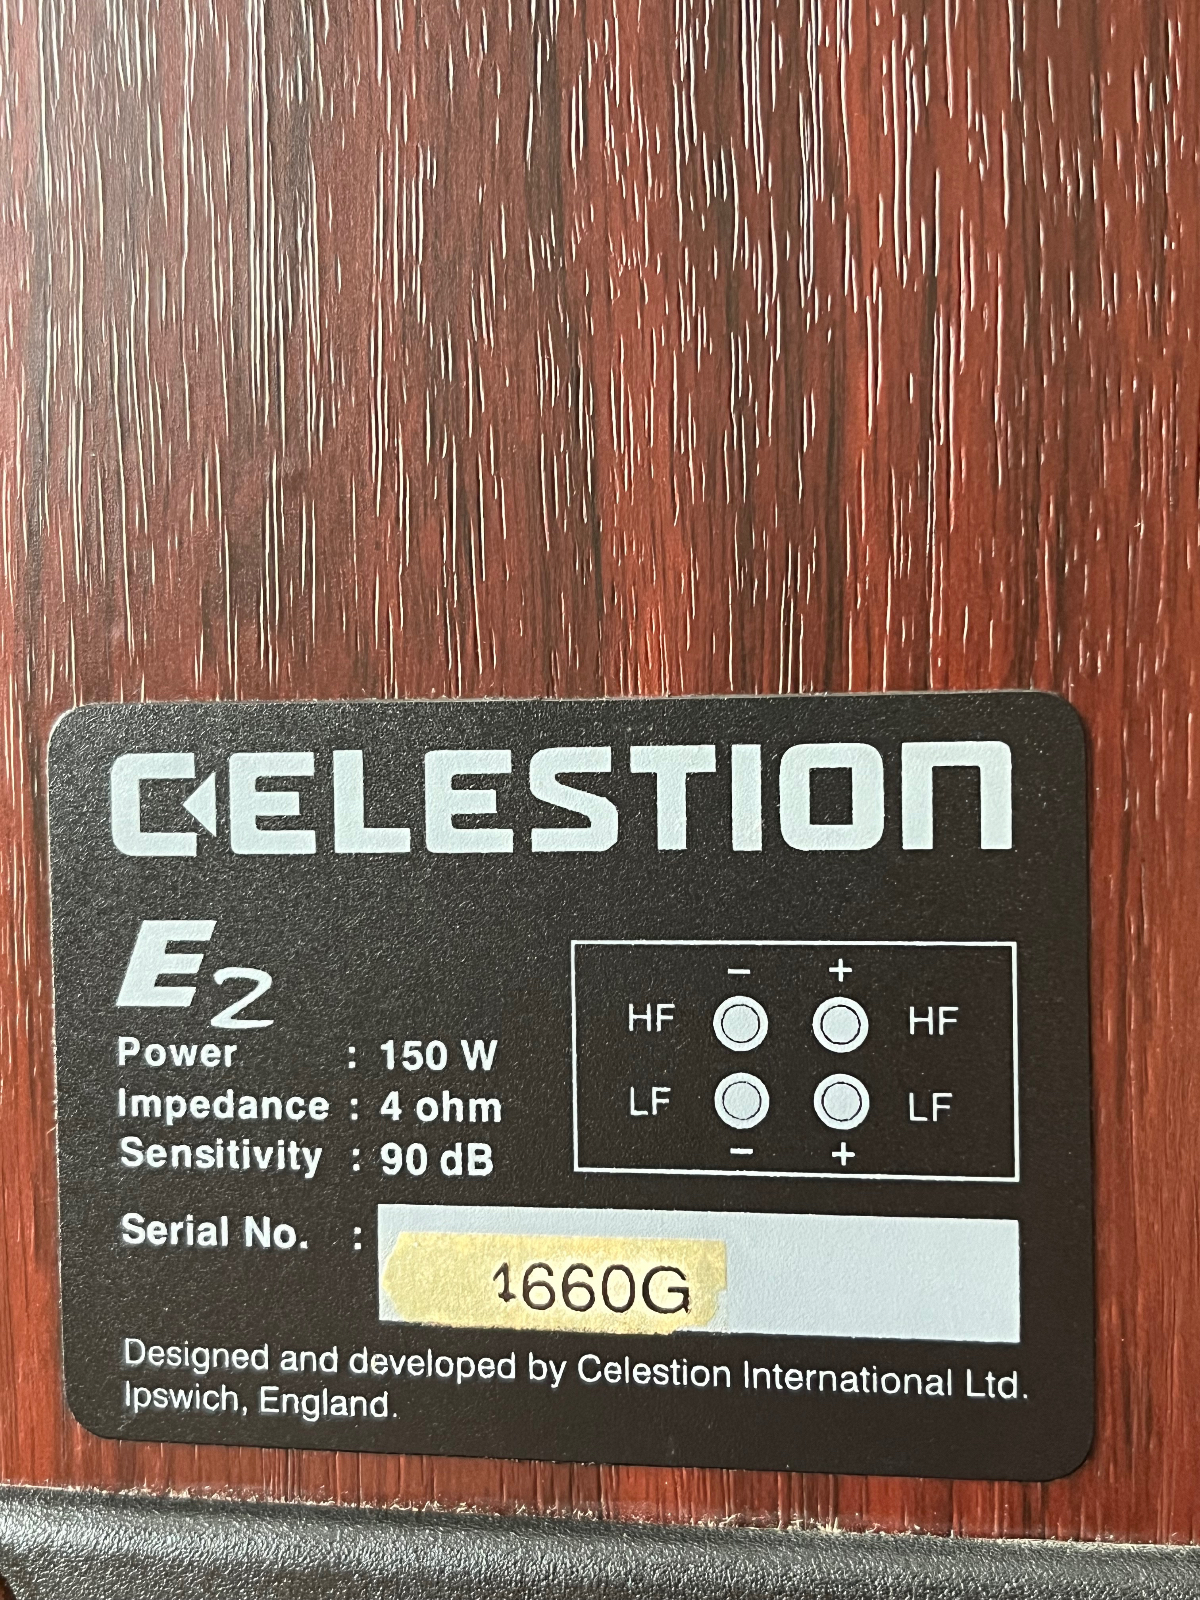 CELESTION
E2
Power : 150 W
Impedance : 4 ohm
Sensitivity : 90 dB
- +
HF HF
LF LF
- +
Serial No. : 1660G
Designed and developed by Celestion International Ltd.
Ipswich, England.